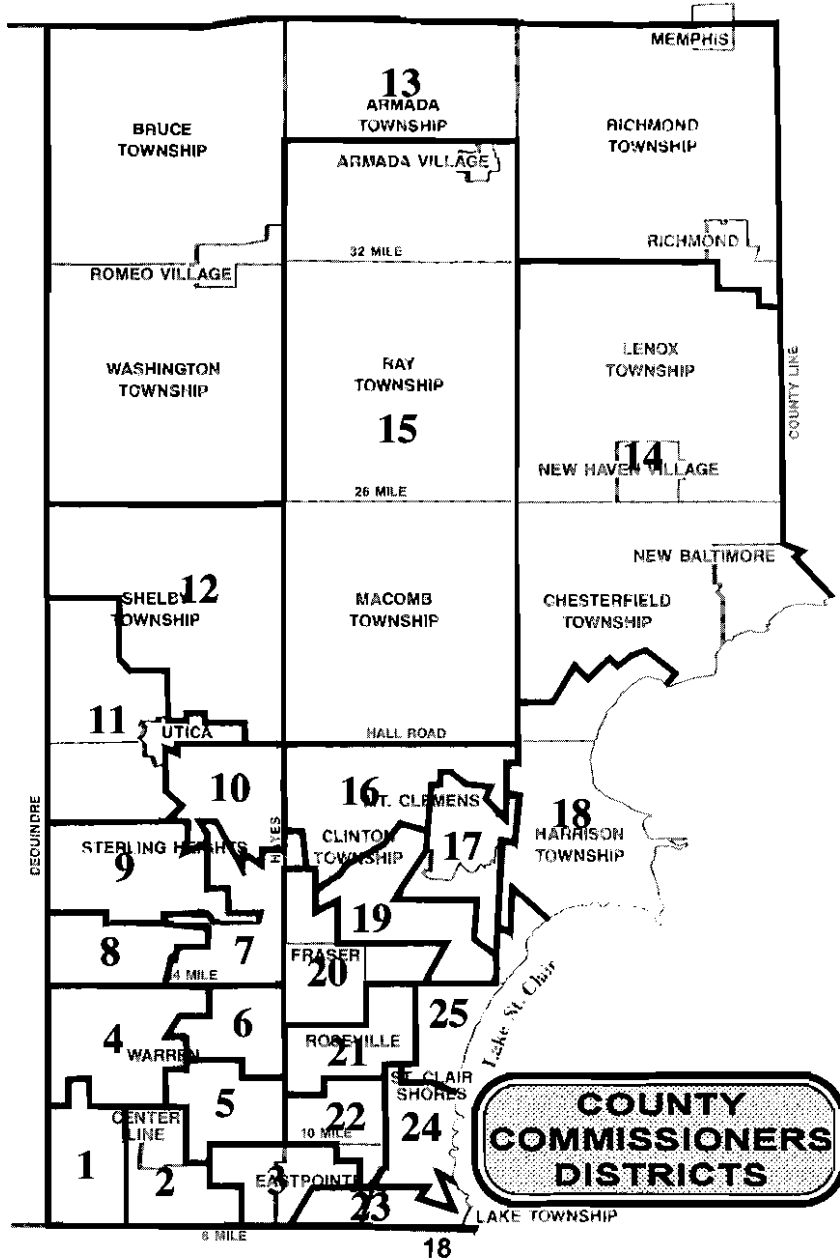 MEMPHIS
13
ARMADA
TOWNSHIP
BRUCE
TOWNSHIP
RICHMOND
TOWNSHIP
ARMADA VILLAGE
RICHMOND
32 MILE
ROMEO VILLAGE
LENOX
TOWNSHIP
WASHINGTON
TOWNSHIP
RAY
TOWNSHIP
COUNTY LINE
15
14
NEW HAVEN VILLAGE
26 MILE
NEW BALTIMORE
12
SHELBY
TOWNSHIP
MACOMB
TOWNSHIP
CHESTERFIELD
TOWNSHIP
11
UTICA
HALL ROAD
10
16
MT. CLEMENS
18
HARRISON
TOWNSHIP
DEQUINDRE
HAYES
STERLING HEIGHTS
9
CLINTON
TOWNSHIP
17
19
8
7
FRASER
20
4 MILE
6
25
Lake St. Clair
4
WARREN
ROSEVILLE
21
ST. CLAIR
SHORES
5
CENTER
LINE
22
24
10 MILE
1
2
EASTPOINTE
3
23
COUNTY
COMMISSIONERS
DISTRICTS
LAKE TOWNSHIP
8 MILE
18